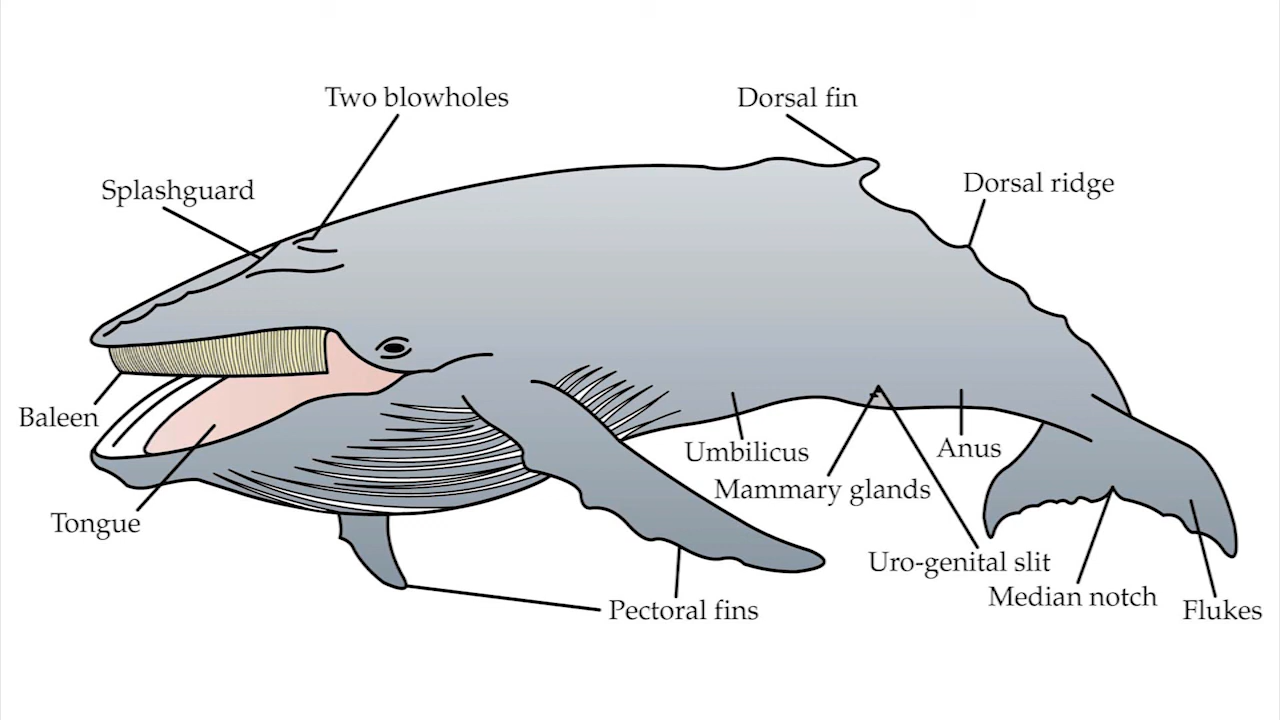 Two blowholes
Dorsal fin
Splashguard
Dorsal ridge
Baleen
Umbilicus
Anus
Mammary glands
Tongue
Uro-genital slit
Median notch
Pectoral fins
Flukes